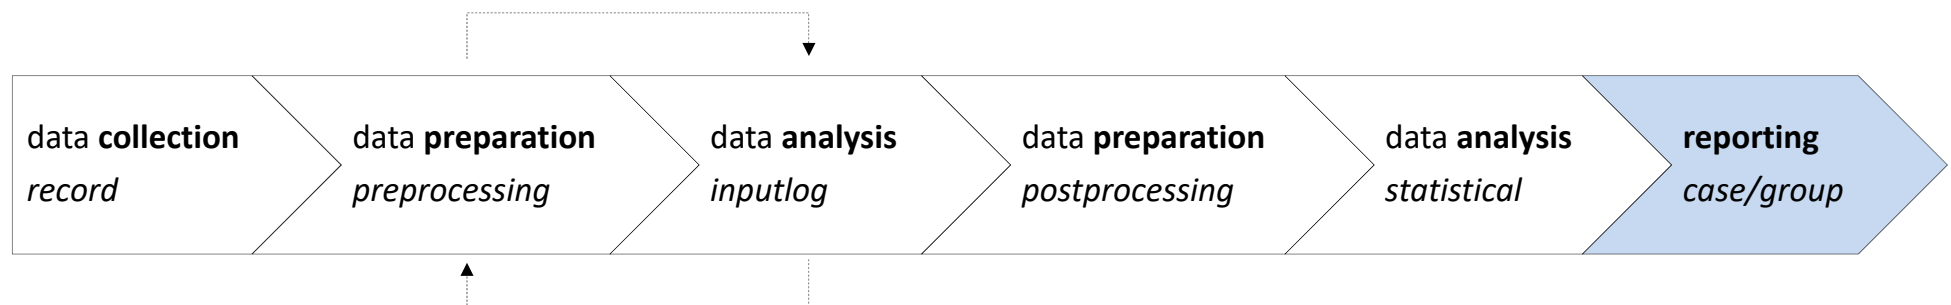 data collection
record
data preparation
preprocessing
data analysis
inputlog
data preparation
postprocessing
data analysis
statistical
reporting
case/group